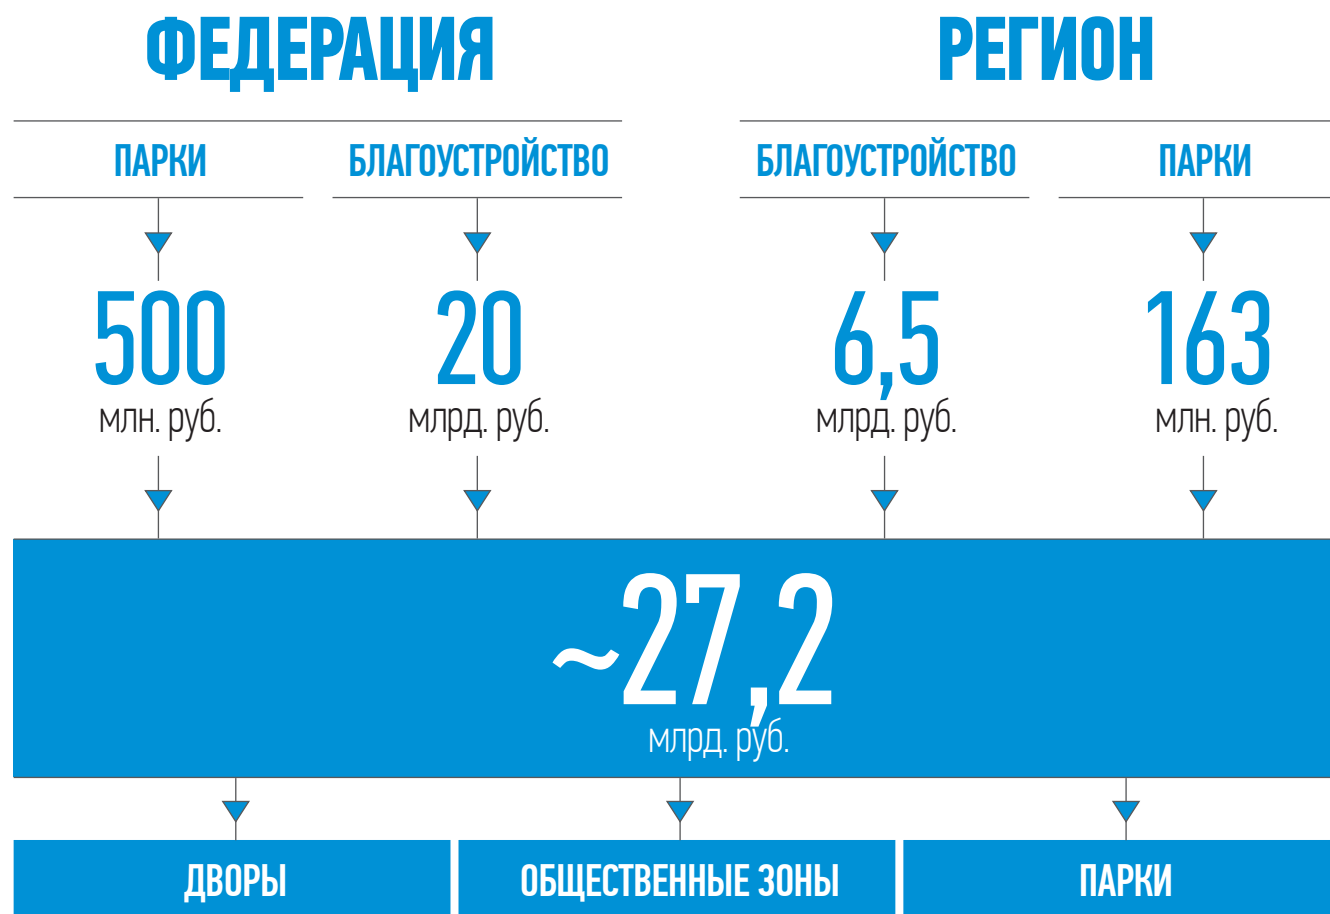 ФЕДЕРАЦИЯ
РЕГИОН
ПАРКИ
БЛАГОУСТРОЙСТВО
БЛАГОУСТРОЙСТВО
ПАРКИ
500
млн. руб.
20
млрд. руб.
6,5
млрд. руб.
163
млн. руб.
~27,2
млрд. руб.
ДВОРЫ
ОБЩЕСТВЕННЫЕ ЗОНЫ
ПАРКИ